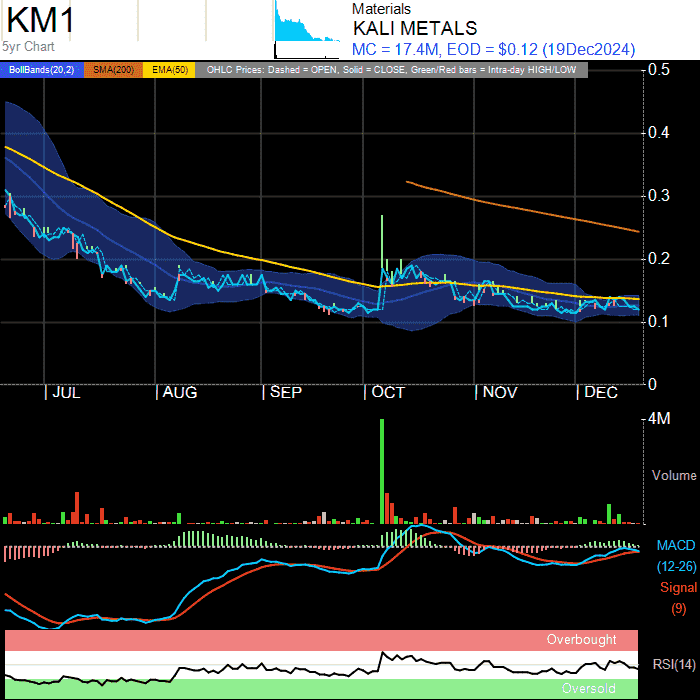 KM1
5yr Chart
Materials
KALI METALS
MC = 17.4M, EOD = $0.12 (19Dec2024)
BollBands(20,2) SMA(200) EMA(50) OHLC Prices: Dashed = OPEN, Solid = CLOSE, Green/Red bars = Intra-day HIGH/LOW
0.5
0.4
0.3
0.2
0.1
0
| JUL | AUG | SEP | OCT | NOV | DEC
4M
Volume
MACD
(12-26)
Signal
(9)
Overbought
RSI(14)
Oversold